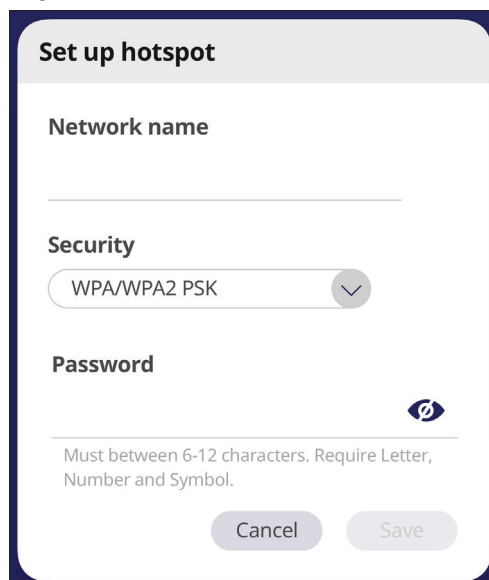 Set up hotspot
Network name
Security
WPA/WPA2 PSK
Password
Must between 6-12 characters. Require Letter,
Number and Symbol.
Cancel Save